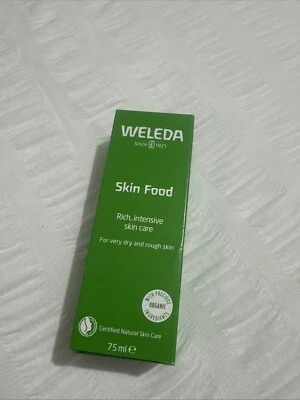 WELEDA
Since 1921
Skin Food
Rich, intensive
skin care
For very dry and rough skin
WITH PRECIOUS
ORGANIC
INGREDIENTS
Certified Natural Skin Care
75 ml ℮